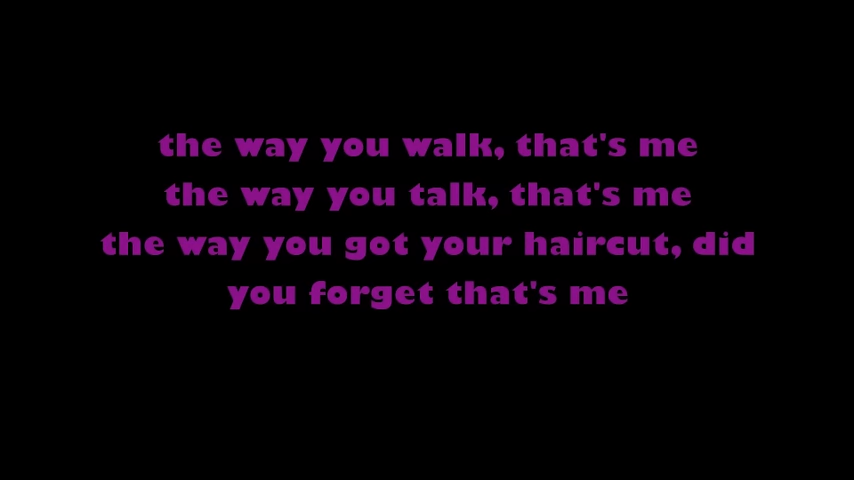 the way you walk, that's me
the way you talk, that's me
the way you got your haircut, did
you forget that's me